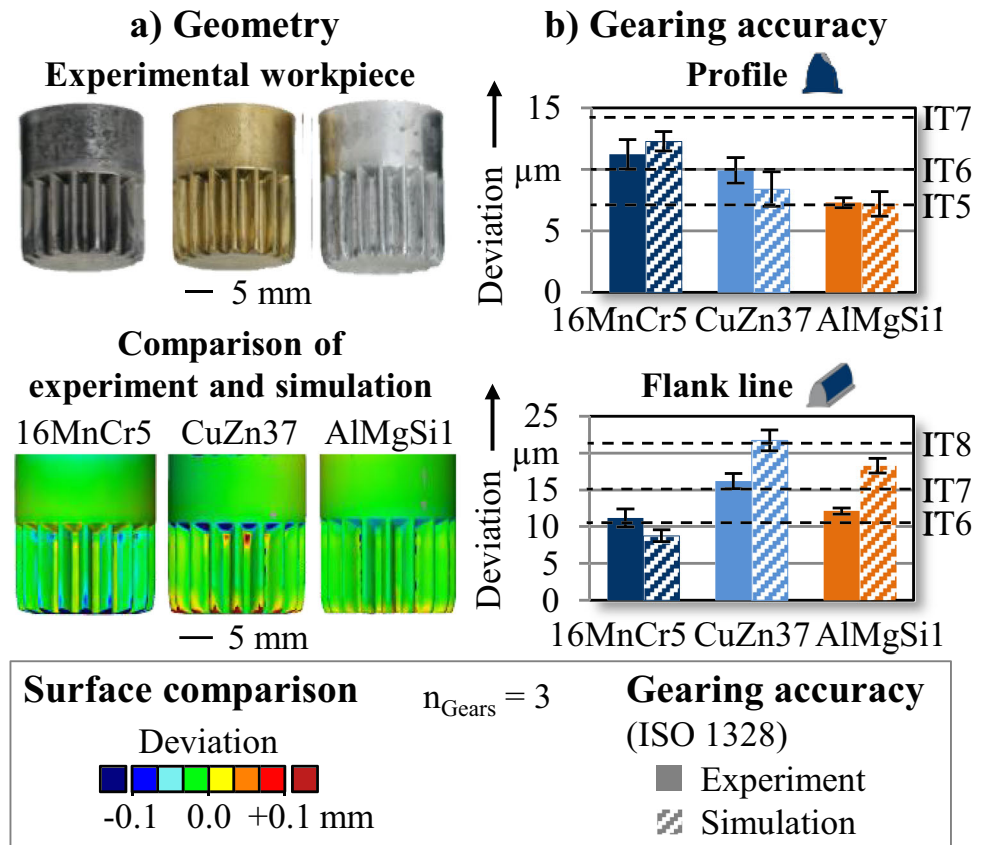 a) Geometry
Experimental workpiece
5 mm
Comparison of
experiment and simulation
16MnCr5 CuZn37 AlMgSi1
5 mm
b) Gearing accuracy
Profile
Deviation
15
μm
5
0
IT7
IT6
IT5
16MnCr5 CuZn37 AlMgSi1
Flank line
Deviation
25
μm
15
10
5
0
IT8
IT7
IT6
16MnCr5 CuZn37 AlMgSi1
Surface comparison
Deviation
-0.1 0.0 +0.1 mm
nGears = 3
Gearing accuracy
(ISO 1328)
Experiment
Simulation